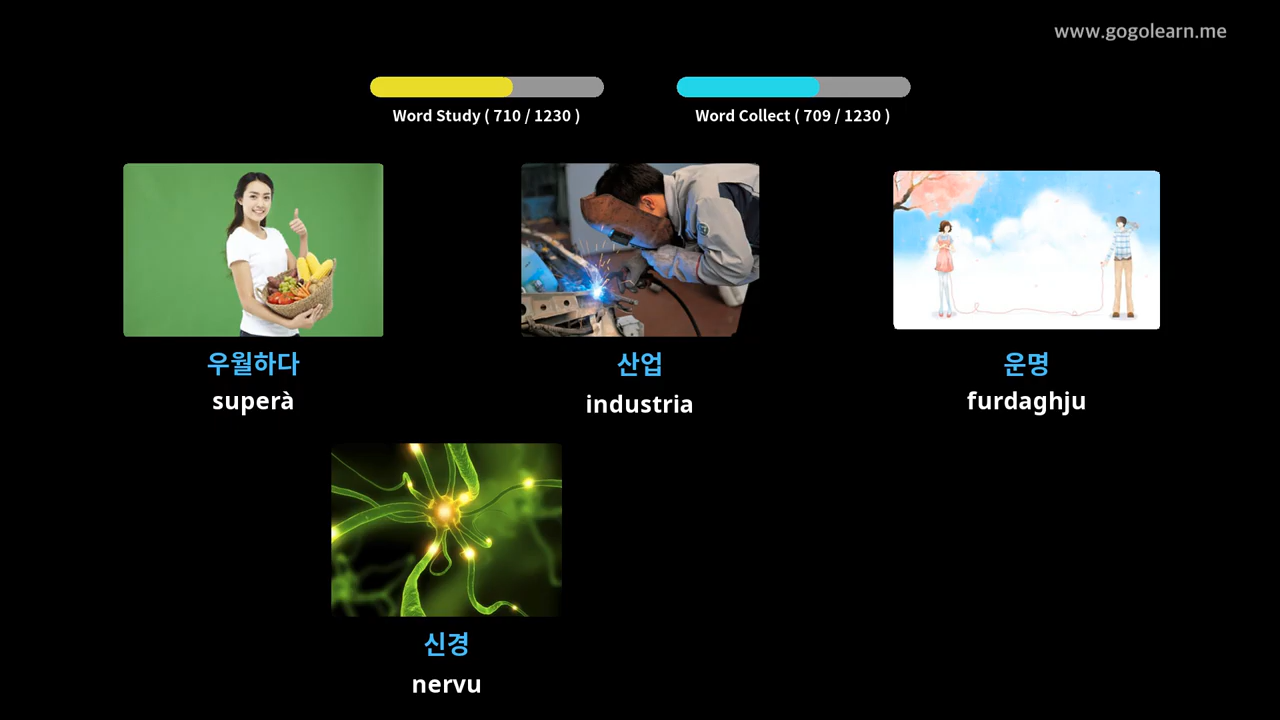 www.gogolearn.me
Word Study ( 710 / 1230 )
Word Collect ( 709 / 1230 )
우월하다
superà
산업
industria
운명
furdaghju
신경
nervu